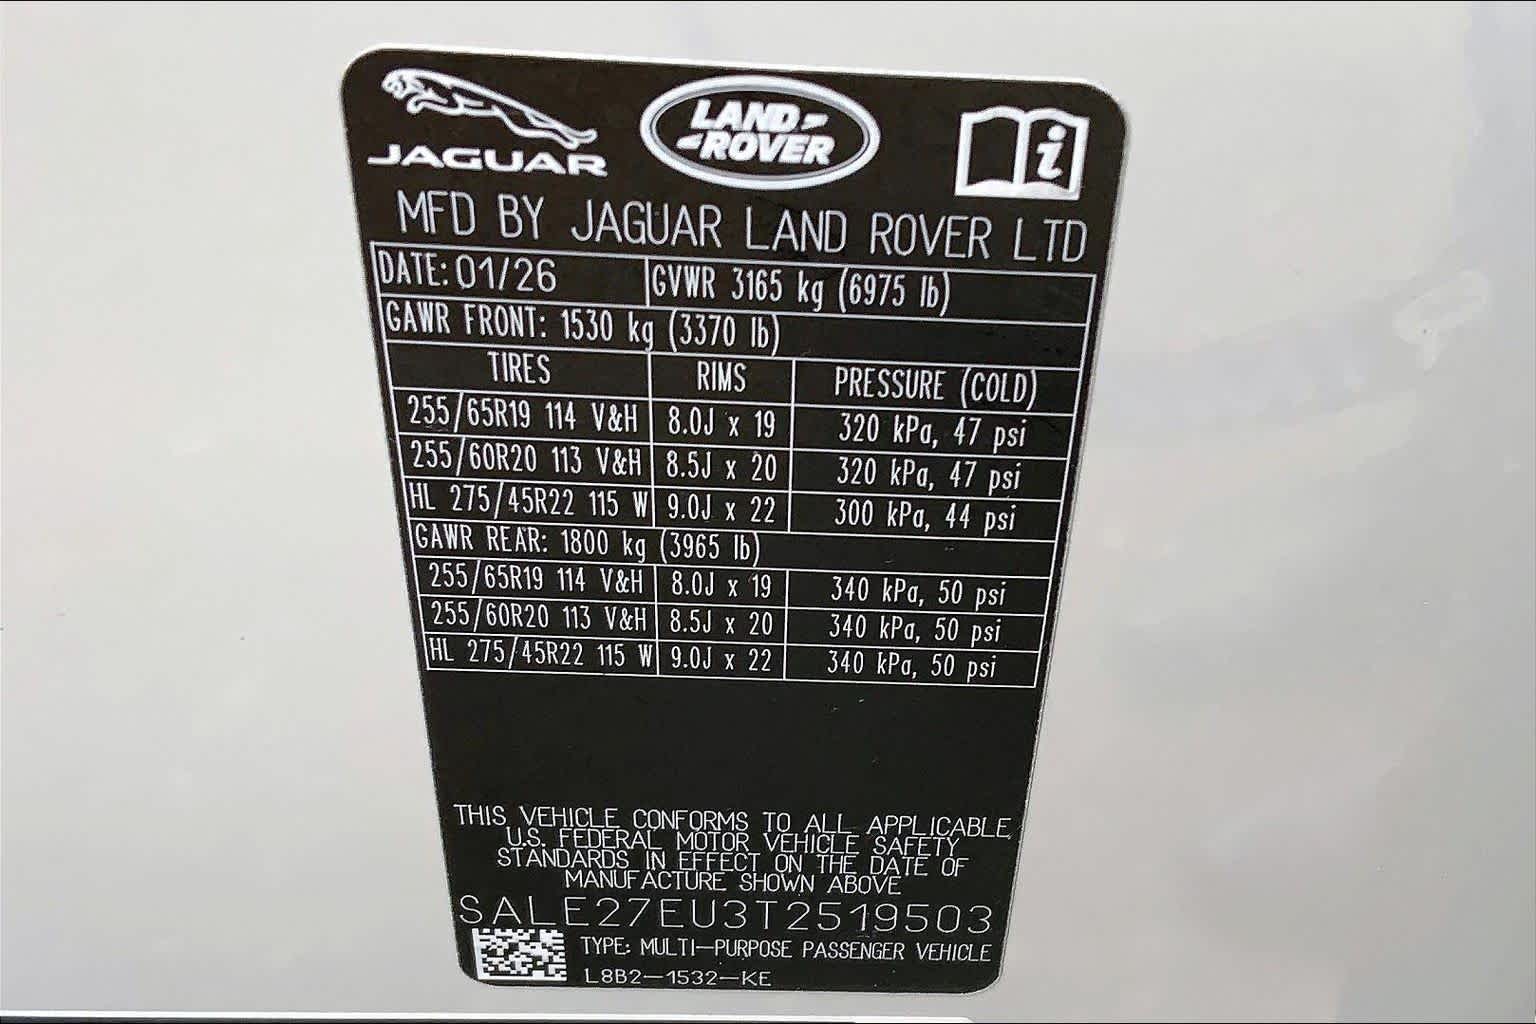 JAGUAR
LAND
ROVER
i
MFD BY JAGUAR LAND ROVER LTD
DATE: 01/26 GVWR 3165 kg (6975 lb)
GAWR FRONT: 1530 kg (3370 lb)
TIRES RIMS PRESSURE (COLD)
255/65R19 114 V&H 8.0J x 19 320 kPa, 47 psi
255/60R20 113 V&H 8.5J x 20 320 kPa, 47 psi
HL 275/45R22 115 W 9.0J x 22 300 kPa, 44 psi
GAWR REAR: 1800 kg (3965 lb)
255/65R19 114 V&H 8.0J x 19 340 kPa, 50 psi
255/60R20 113 V&H 8.5J x 20 340 kPa, 50 psi
HL 275/45R22 115 W 9.0J x 22 340 kPa, 50 psi
THIS VEHICLE CONFORMS TO ALL APPLICABLE
U.S. FEDERAL MOTOR VEHICLE SAFETY
STANDARDS IN EFFECT ON THE DATE OF
MANUFACTURE SHOWN ABOVE
SALE27EU3T2519503
TYPE: MULTI-PURPOSE PASSENGER VEHICLE
L8B2-1532-KE